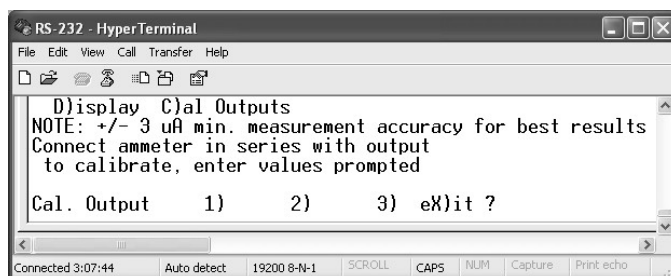 RS-232 - HyperTerminal
File Edit View Call Transfer Help
D)isplay C)al Outputs
NOTE: +/- 3 uA min. measurement accuracy for best results
Connect ammeter in series with output
to calibrate, enter values prompted
Cal. Output 1) 2) 3) eX)it ?
Connected 3:07:44 Auto detect 19200 8-N-1 SCROLL CAPS NUM Capture Print echo